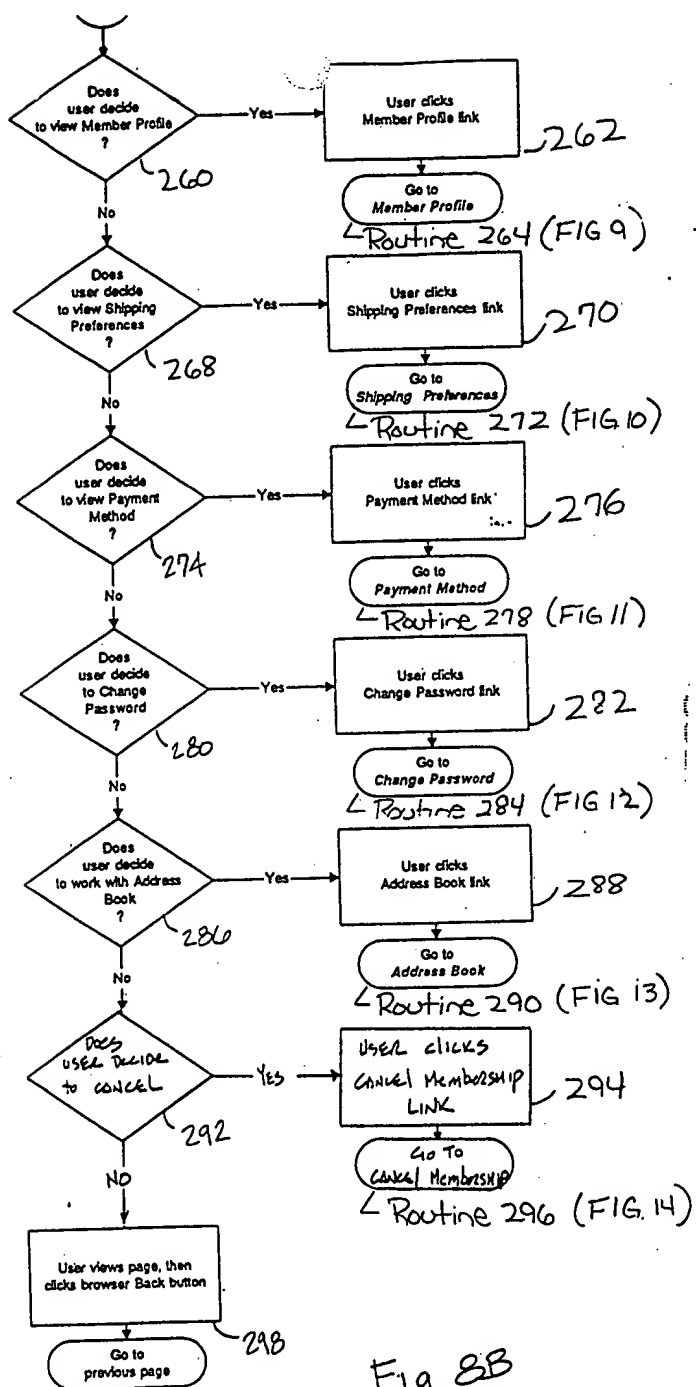 Does
user decide
to view Member Profile
?
260
Yes
User clicks
Member Profile link
262
Go to
Member Profile
Routine 264 (FIG 9)
No
Does
user decide
to view Shipping
Preferences
?
268
Yes
User clicks
Shipping Preferences link
270
Go to
Shipping Preferences
Routine 272 (FIG. 10)
No
Does
user decide
to view Payment
Method
?
274
Yes
User clicks
Payment Method link
276
Go to
Payment Method
Routine 278 (FIG 11)
No
Does
user decide
to Change
Password
?
280
Yes
User clicks
Change Password link
282
Go to
Change Password
Routine 284 (FIG 12)
No
Does
user decide
to work with Address
Book
?
286
Yes
User clicks
Address Book link
288
Go to
Address Book
Routine 290 (FIG 13)
No
DOES
USER DECIDE
to CANCEL
292
YES
USER clicks
CANCEL MEMBERSHIP
LINK
294
GO TO
CANCEL MEMBERSHIP
Routine 296 (FIG. 14)
NO
User views page, then
clicks browser Back button
298
Go to
previous page
Fig 8B